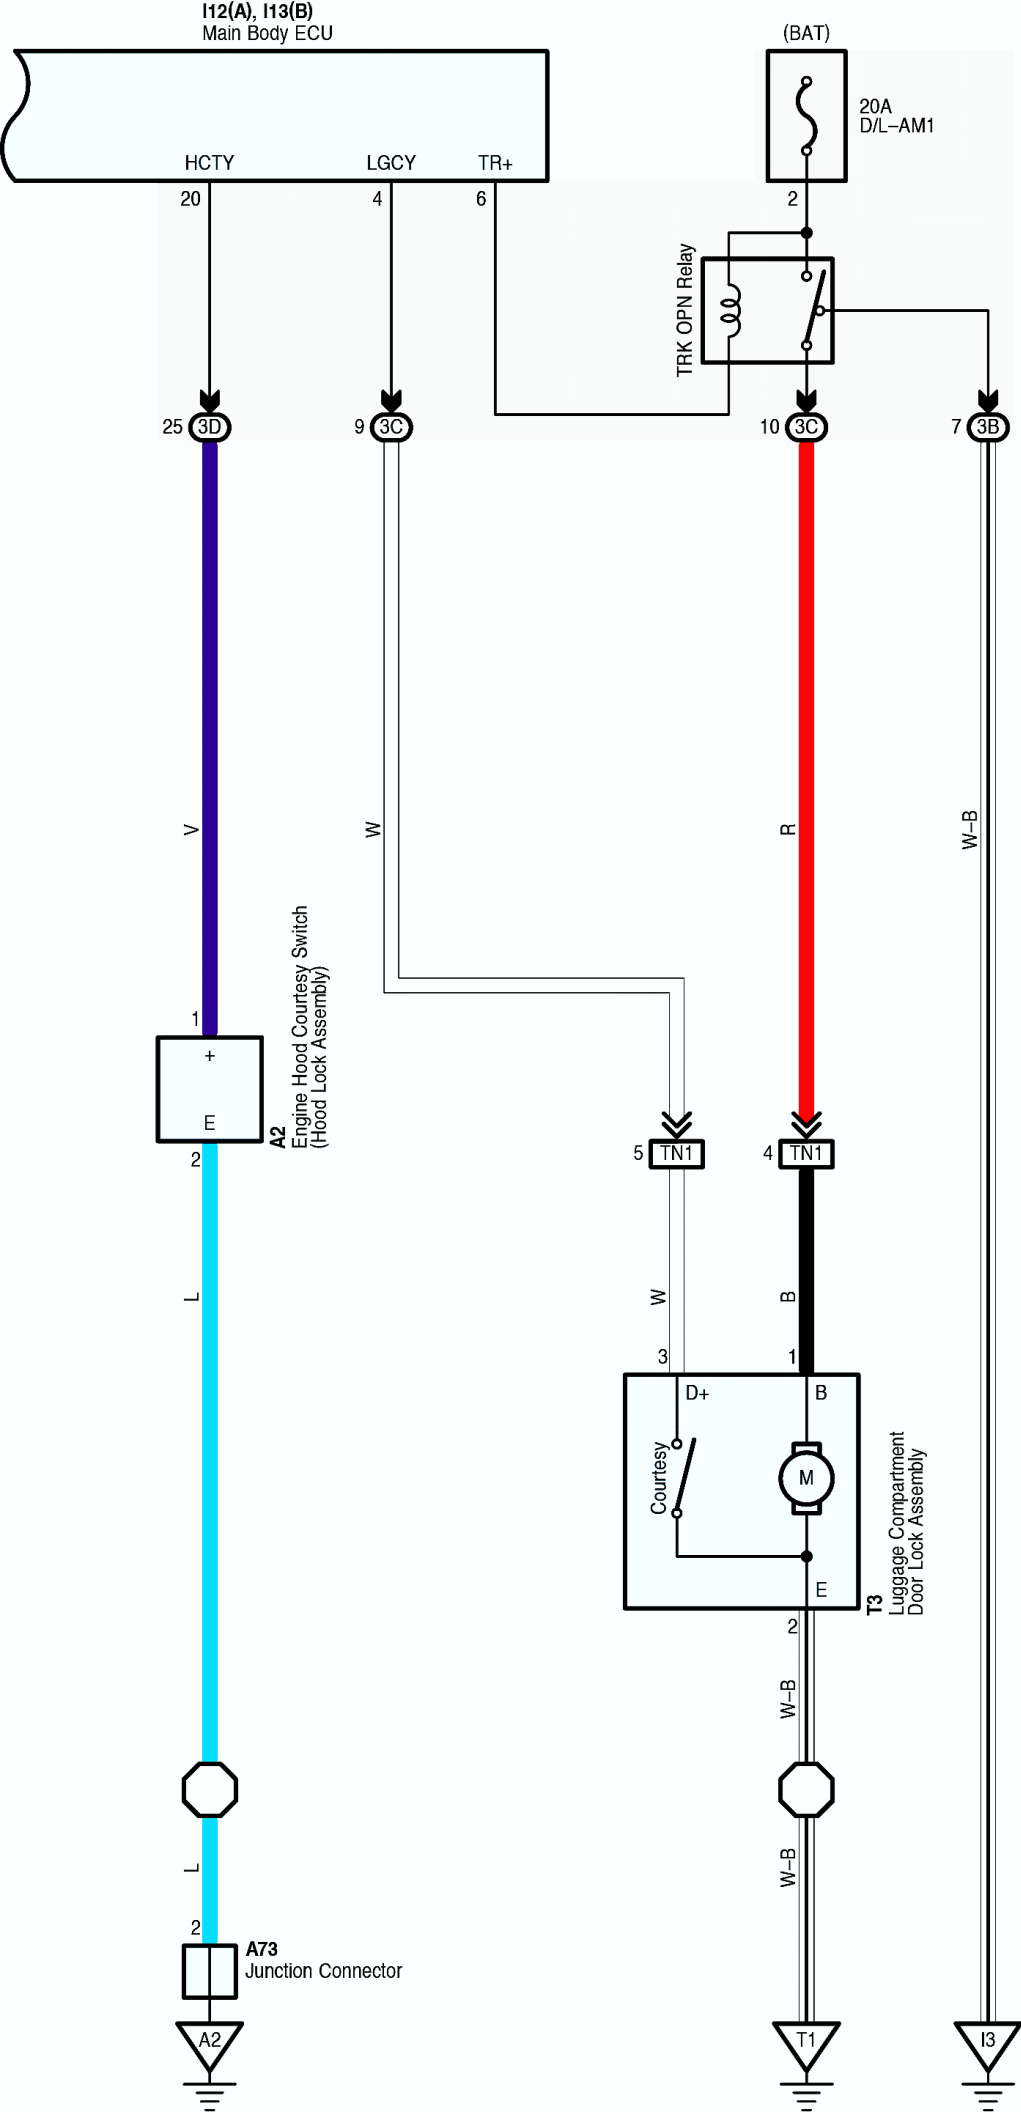 I12(A), I13(B)
Main Body ECU
(BAT)
20A
D/L–AM1
HCTY
LGCY
TR+
20
4
6
2
TRK OPN Relay
25
3D
9
3C
10
3C
7
3B
V
W
R
W–B
1
+
E
2
A2
Engine Hood Courtesy Switch
(Hood Lock Assembly)
5
TN1
4
TN1
L
W
B
3
1
D+
B
Courtesy
M
E
T3
Luggage Compartment
Door Lock Assembly
2
W–B
L
W–B
2
A73
Junction Connector
A2
T1
I3